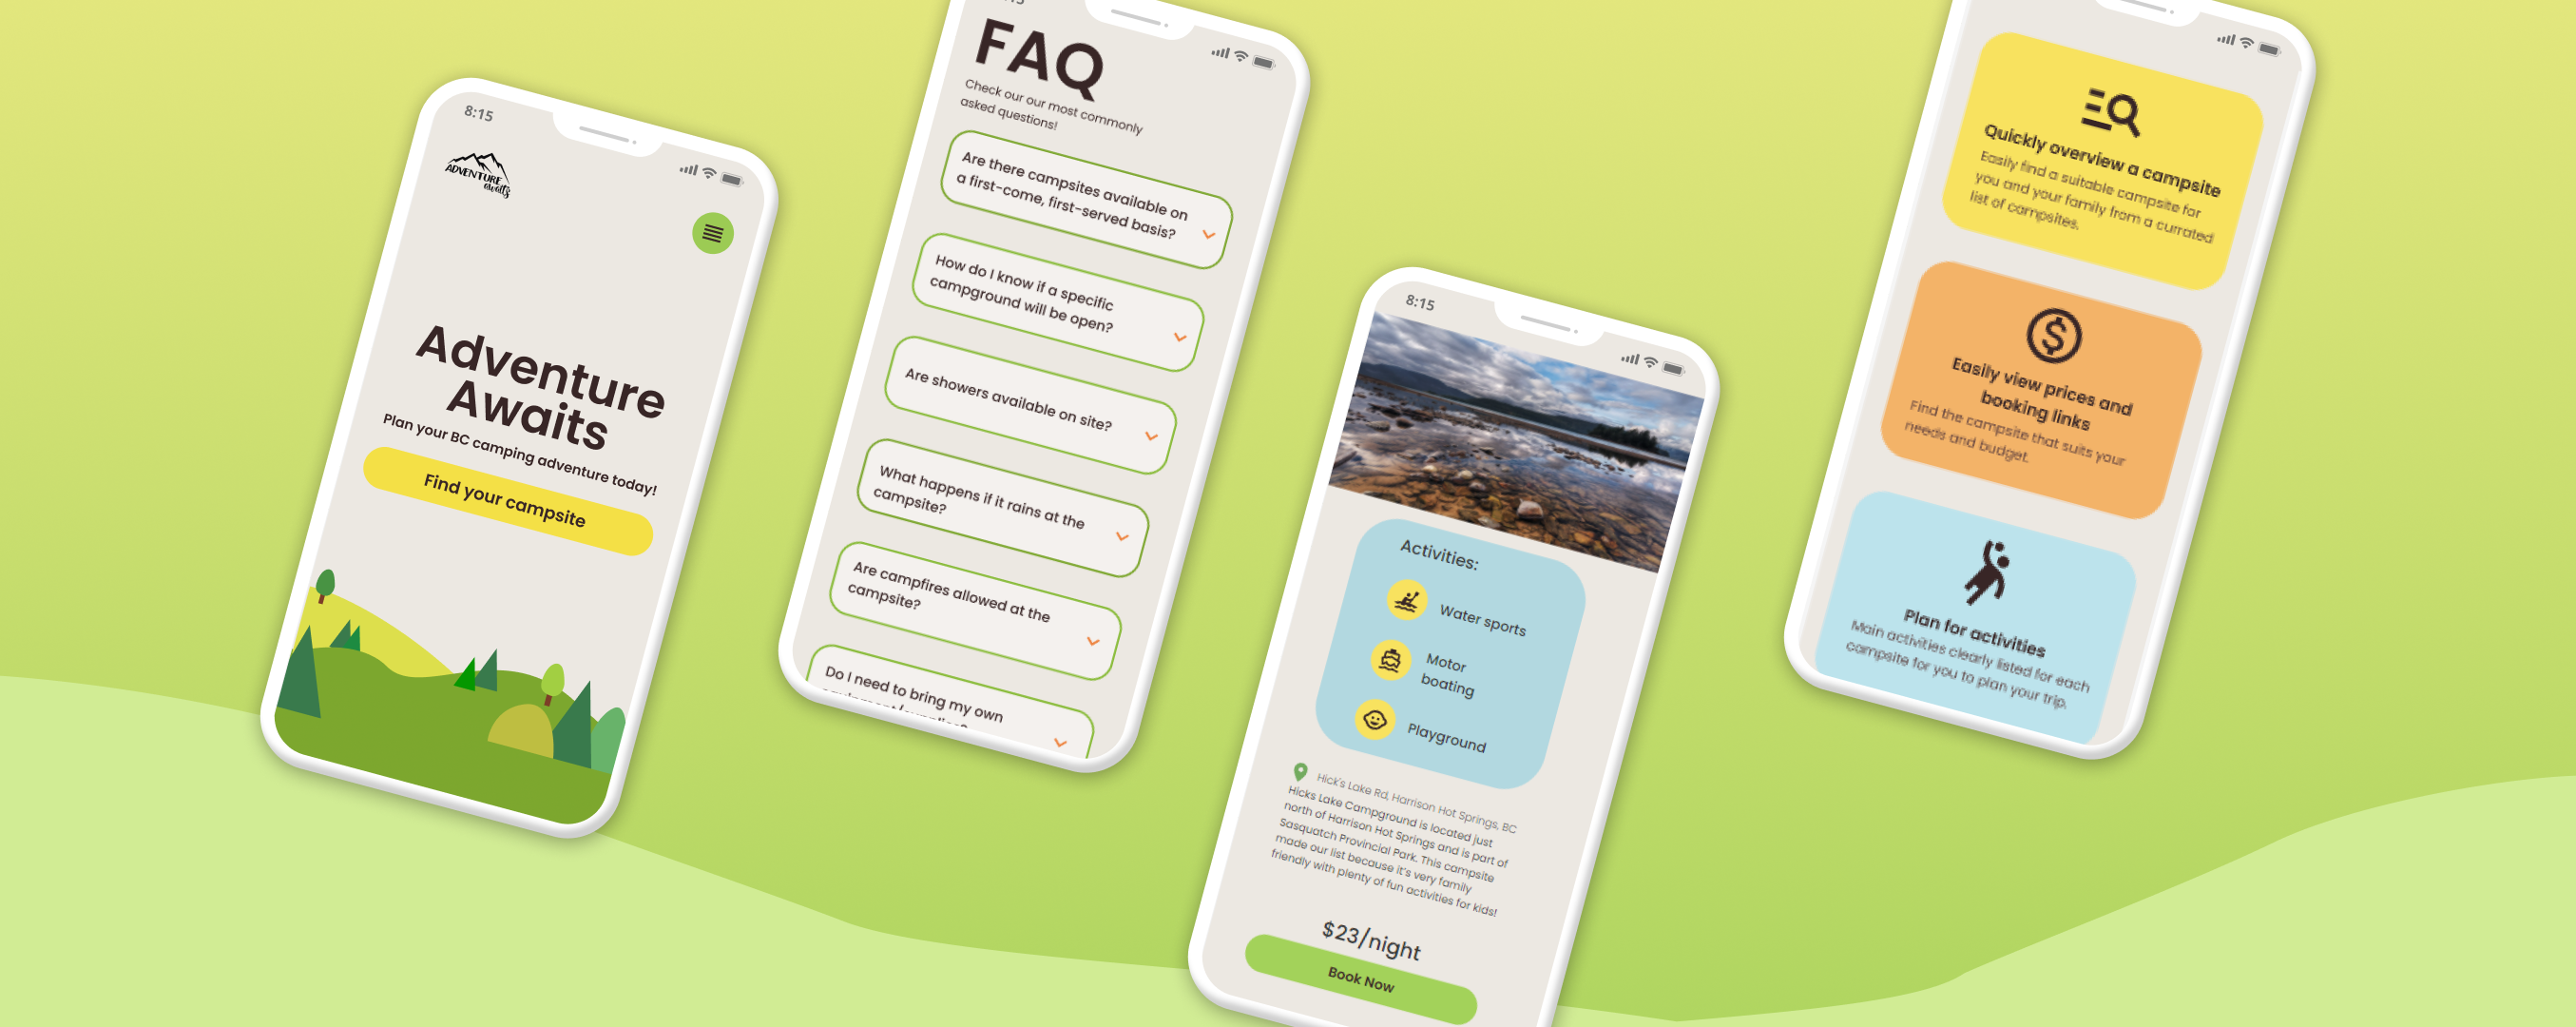 8:15
ADVENTURE
awaits
Adventure
Awaits
Plan your BC camping adventure today!
Find your campsite
FAQ
Check our our most commonly
asked questions!
Are there campsites available on
a first-come, first-served basis?
How do I know if a specific
campground will be open?
Are showers available on site?
What happens if it rains at the
campsite?
Are campfires allowed at the
campsite?
Do I need to bring my own
8:15
Activities:
Water sports
Motor
boating
Playground
Hick's Lake Rd, Harrison Hot Springs, BC
Hicks Lake Campground is located just
north of Harrison Hot Springs and is part of
Sasquatch Provincial Park. This campsite
made our list because it's very family
friendly with plenty of fun activities for kids!
$23/night
Book Now
Quickly overview a campsite
Easily find a suitable campsite for
you and your family from a currated
list of campsites.
$
Easily view prices and
booking links
Find the campsite that suits your
needs and budget.
Plan for activities
Main activities clearly listed for each
campsite for you to plan your trip.